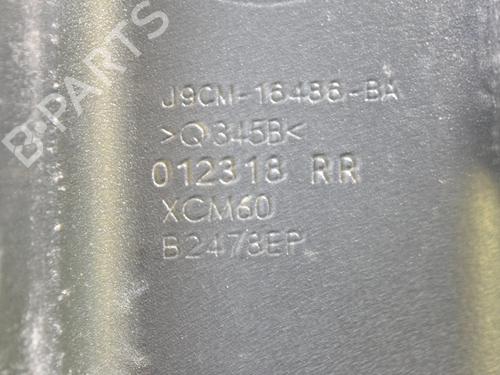 B-PARTS
J9CM-16486-BA
>Q345B<
012318 RR
XCM60
B2473EP